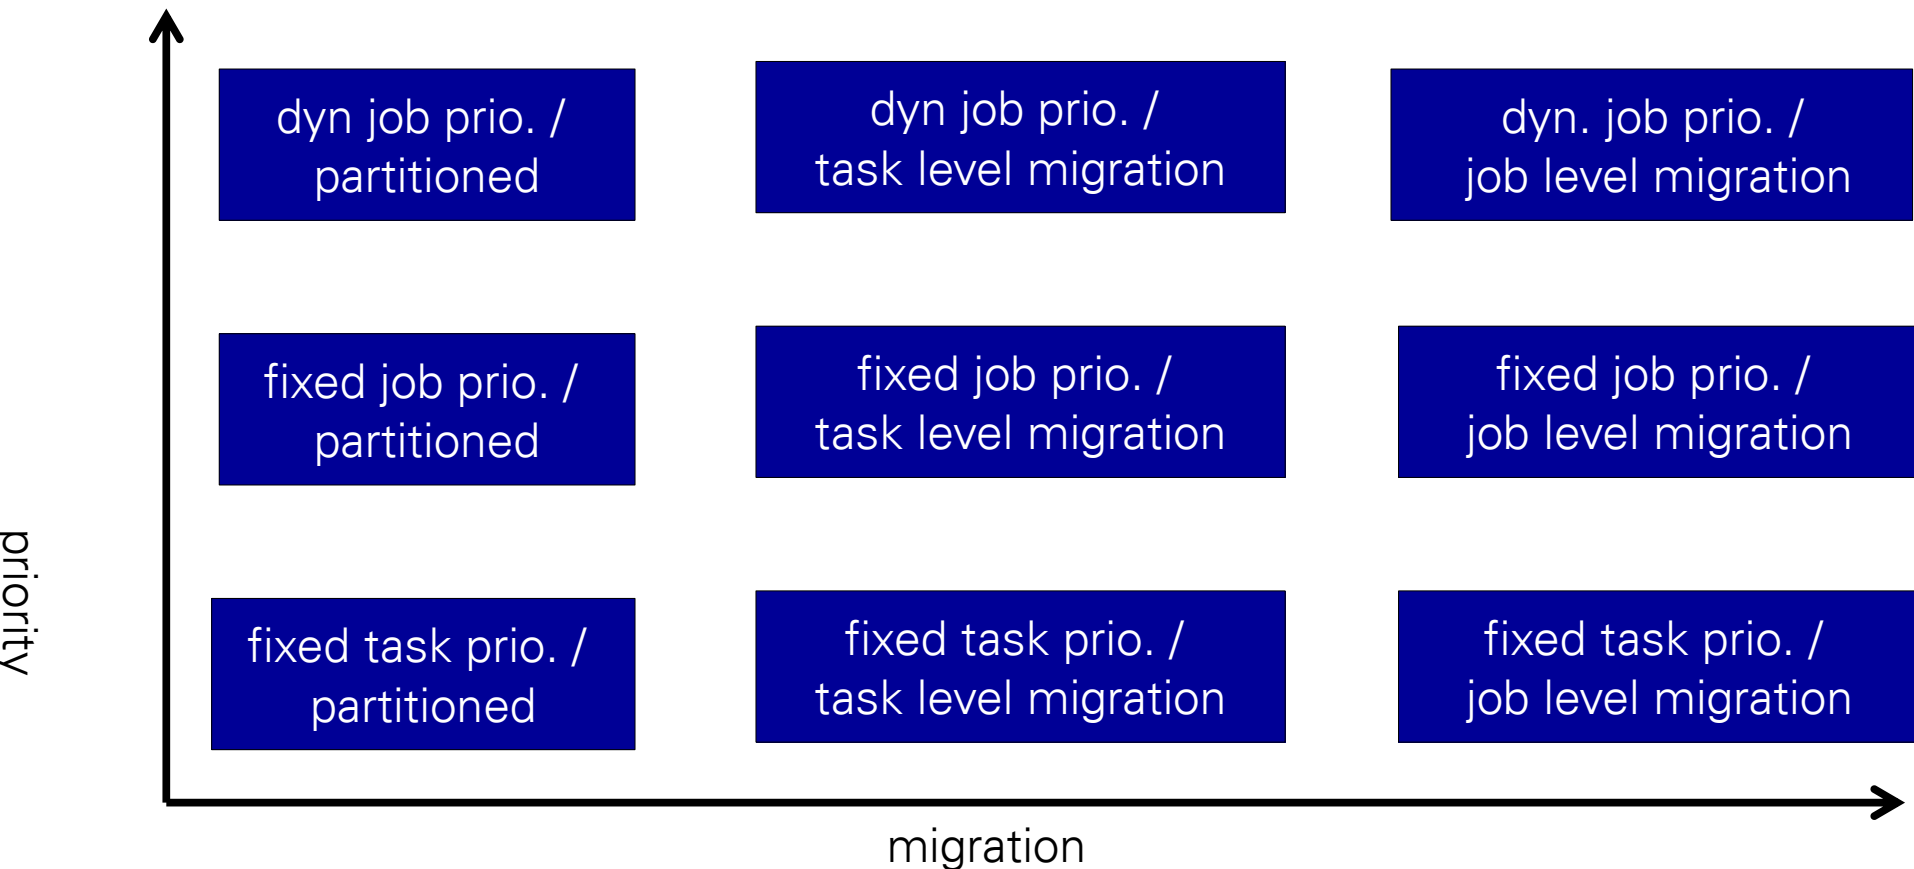 dyn job prio. /
partitioned
dyn job prio. /
task level migration
dyn. job prio. /
job level migration
fixed job prio. /
partitioned
fixed job prio. /
task level migration
fixed job prio. /
job level migration
priority
fixed task prio. /
partitioned
fixed task prio. /
task level migration
fixed task prio. /
job level migration
migration